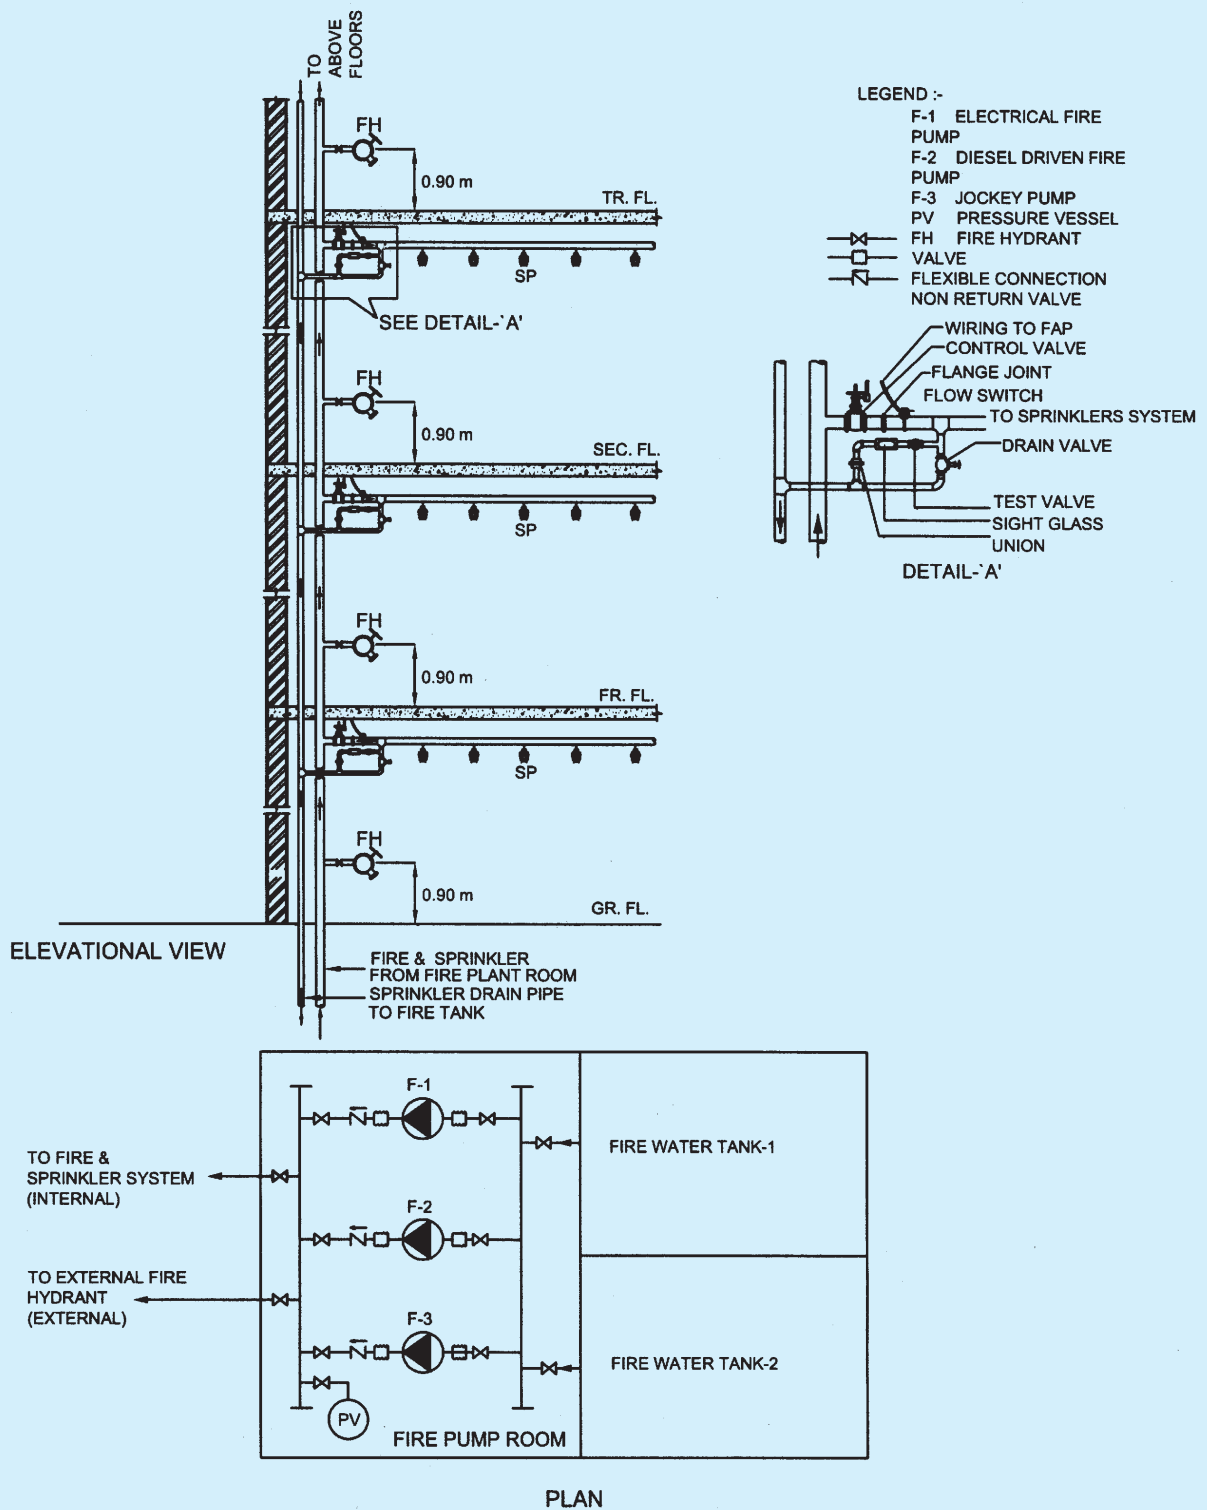 TO
ABOVE
FLOORS
FH
0.90 m
TR. FL.
SP
SEE DETAIL-`A'
FH
0.90 m
SEC. FL.
SP
FH
0.90 m
FR. FL.
SP
FH
0.90 m
GR. FL.
ELEVATIONAL VIEW
FIRE & SPRINKLER
FROM FIRE PLANT ROOM
SPRINKLER DRAIN PIPE
TO FIRE TANK
LEGEND :-
F-1 ELECTRICAL FIRE
PUMP
F-2 DIESEL DRIVEN FIRE
PUMP
F-3 JOCKEY PUMP
PV PRESSURE VESSEL
FH FIRE HYDRANT
VALVE
FLEXIBLE CONNECTION
NON RETURN VALVE
WIRING TO FAP
CONTROL VALVE
FLANGE JOINT
FLOW SWITCH
TO SPRINKLERS SYSTEM
DRAIN VALVE
TEST VALVE
SIGHT GLASS
UNION
DETAIL-`A'
F-1
FIRE WATER TANK-1
TO FIRE &
SPRINKLER SYSTEM
(INTERNAL)
F-2
TO EXTERNAL FIRE
HYDRANT
(EXTERNAL)
F-3
FIRE WATER TANK-2
PV
FIRE PUMP ROOM
PLAN